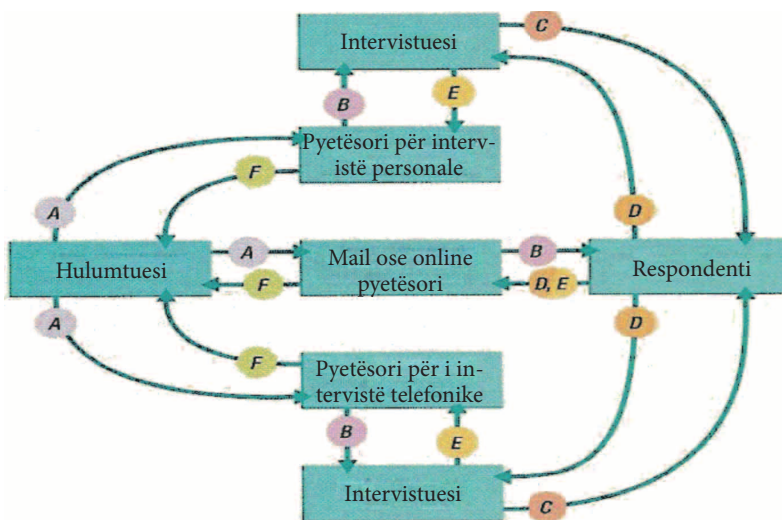 C
Intervistuesi
B
E
Pyetësori për interv-
istë personale
F
A
D
A
B
Hulumtuesi
Mail ose online
pyetësori
Respondenti
F
D, E
A
D
F
Pyetësori për i in-
tervistë telefonike
B
E
Intervistuesi
C